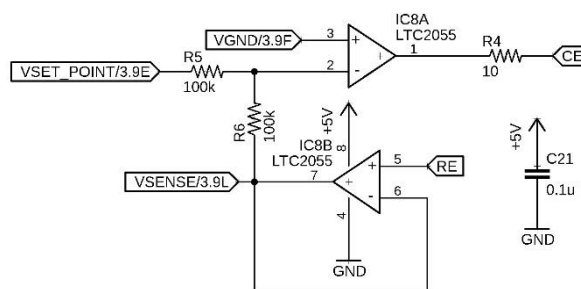 IC8A
LTC2055
VGND/3.9F
3
+
1
R4
10
CE
VSET_POINT/3.9E
R5
100k
2
-
+
R6
100k
+5V
IC8B
LTC2055
8
VSENSE/3.9L
7
+
+
5
RE
-
6
4
GND
+5V
C21
0.1u
GND